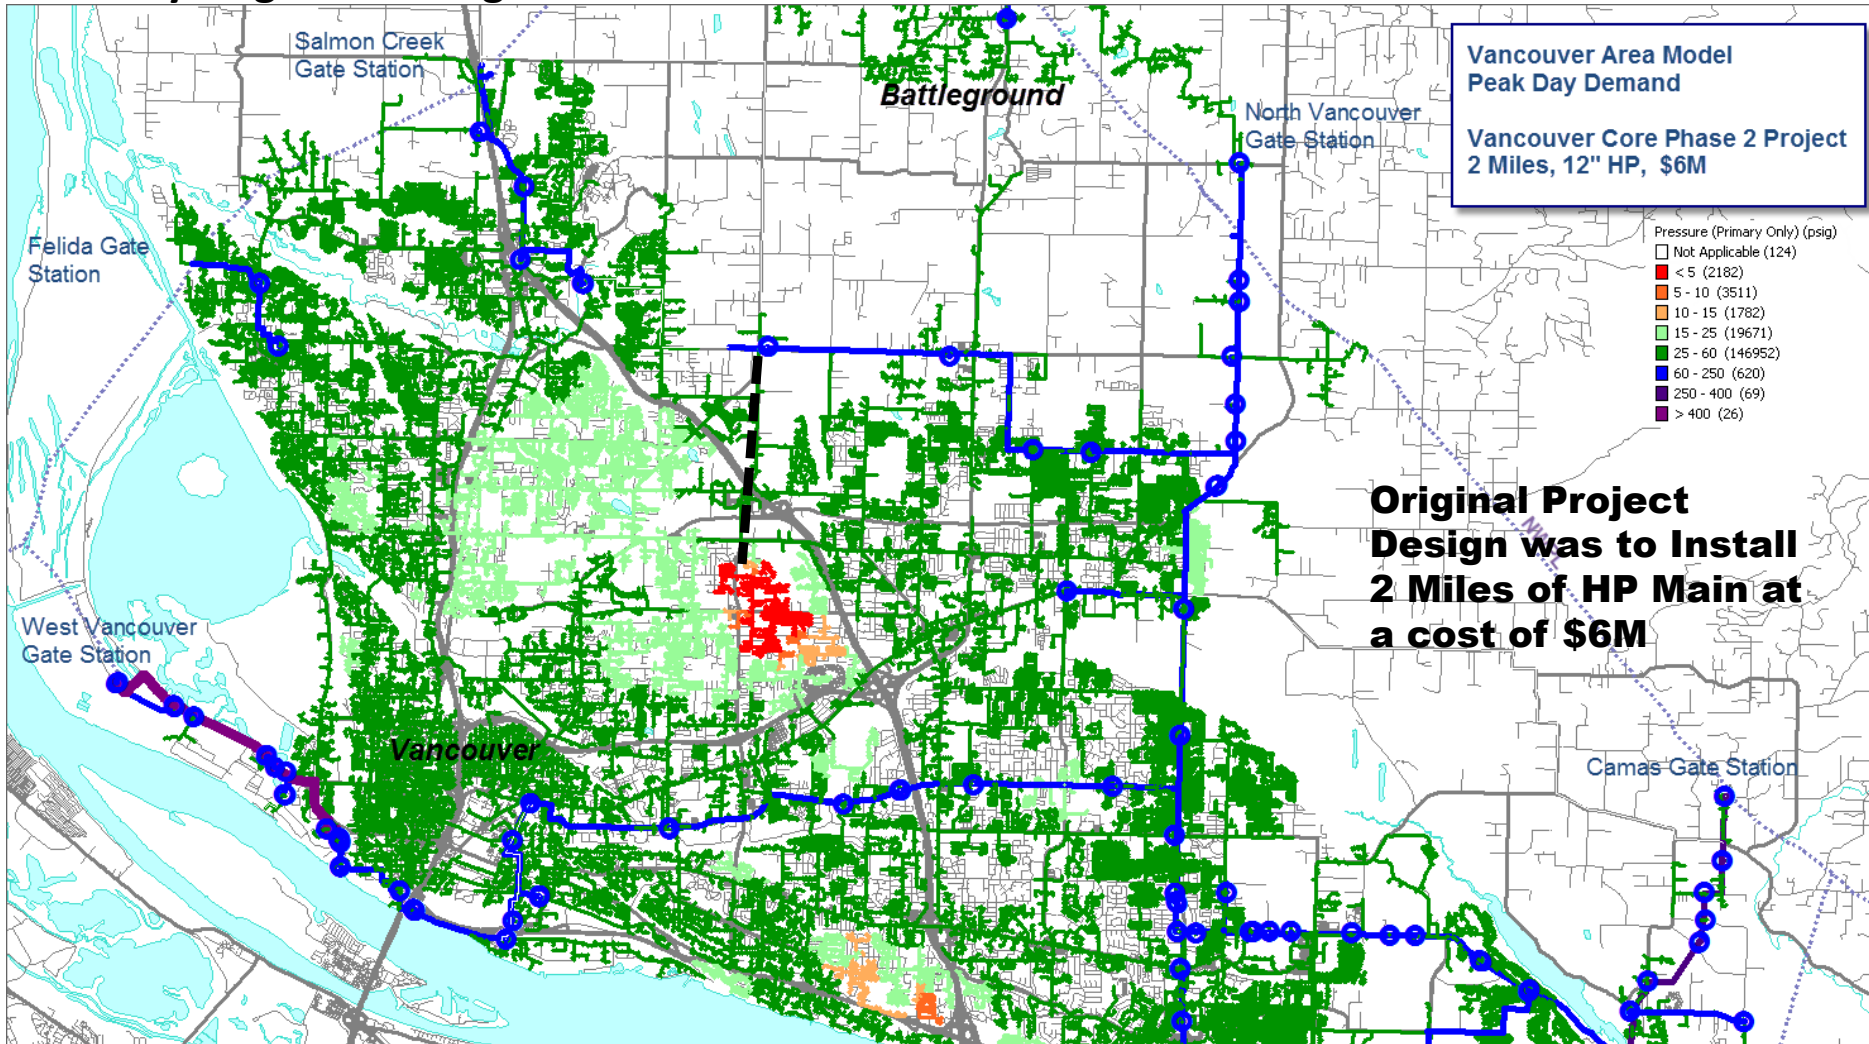 Salmon Creek
Gate Station
Battleground
North Vancouver
Gate Station
Vancouver Area Model
Peak Day Demand
Vancouver Core Phase 2 Project
2 Miles, 12" HP,  $6M
Felida Gate
Station
Pressure (Primary Only) (psig)
Not Applicable (124)
< 5 (2182)
5 - 10 (3511)
10 - 15 (1782)
15 - 25 (19671)
25 - 60 (146952)
60 - 250 (620)
250 - 400 (69)
> 400 (26)
Original Project
Design was to Install
2 Miles of HP Main at
a cost of $6M
West Vancouver
Gate Station
Vancouver
Camas Gate Station